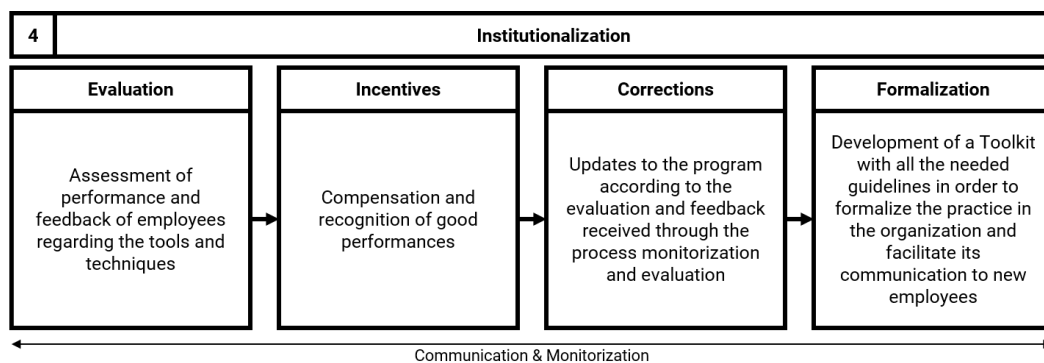 4
Institutionalization
Evaluation
Assessment of
performance and
feedback of employees
regarding the tools and
techniques
Incentives
Compensation and
recognition of good
performances
Corrections
Updates to the program
according to the
evaluation and feedback
received through the
process monitorization
and evaluation
Formalization
Development of a Toolkit
with all the needed
guidelines in order to
formalize the practice in
the organization and
facilitate its
communication to new
employees
Communication & Monitorization